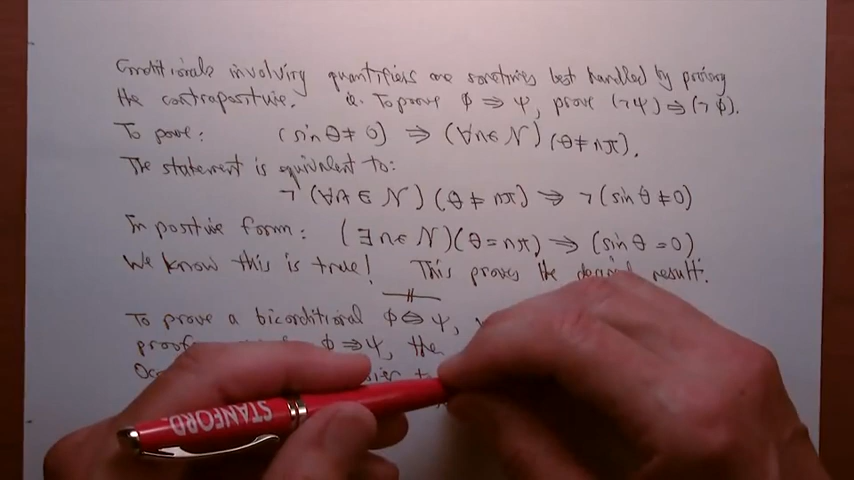 Conditionals involving quantifiers are sometimes best handled by proving
the contrapositive. ie. To prove ϕ ⇒ ψ, prove (¬ψ) ⇒ (¬ϕ).
To prove: (sin θ ≠ 0) ⇒ (∀n ∈ N) (θ ≠ nπ).
The statement is equivalent to:
¬ (∀n ∈ N) (θ ≠ nπ) ⇒ ¬ (sin θ ≠ 0)
In positive form: (∃n ∈ N) (θ = nπ) ⇒ (sin θ = 0)
We know this is true! This proves the desired result.
To prove a biconditional ϕ ⇔ ψ,
ϕ ⇒ ψ, the
STANFORD